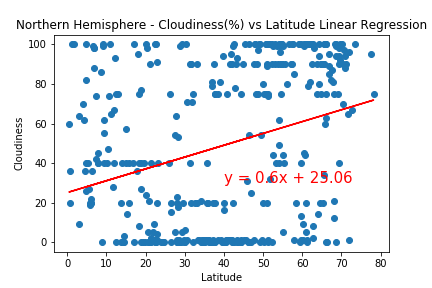 Northern Hemisphere - Cloudiness(%) vs Latitude Linear Regression
100
80
60
40
20
0
Cloudiness
y = 0.6x + 25.06
0 10 20 30 40 50 60 70 80
Latitude